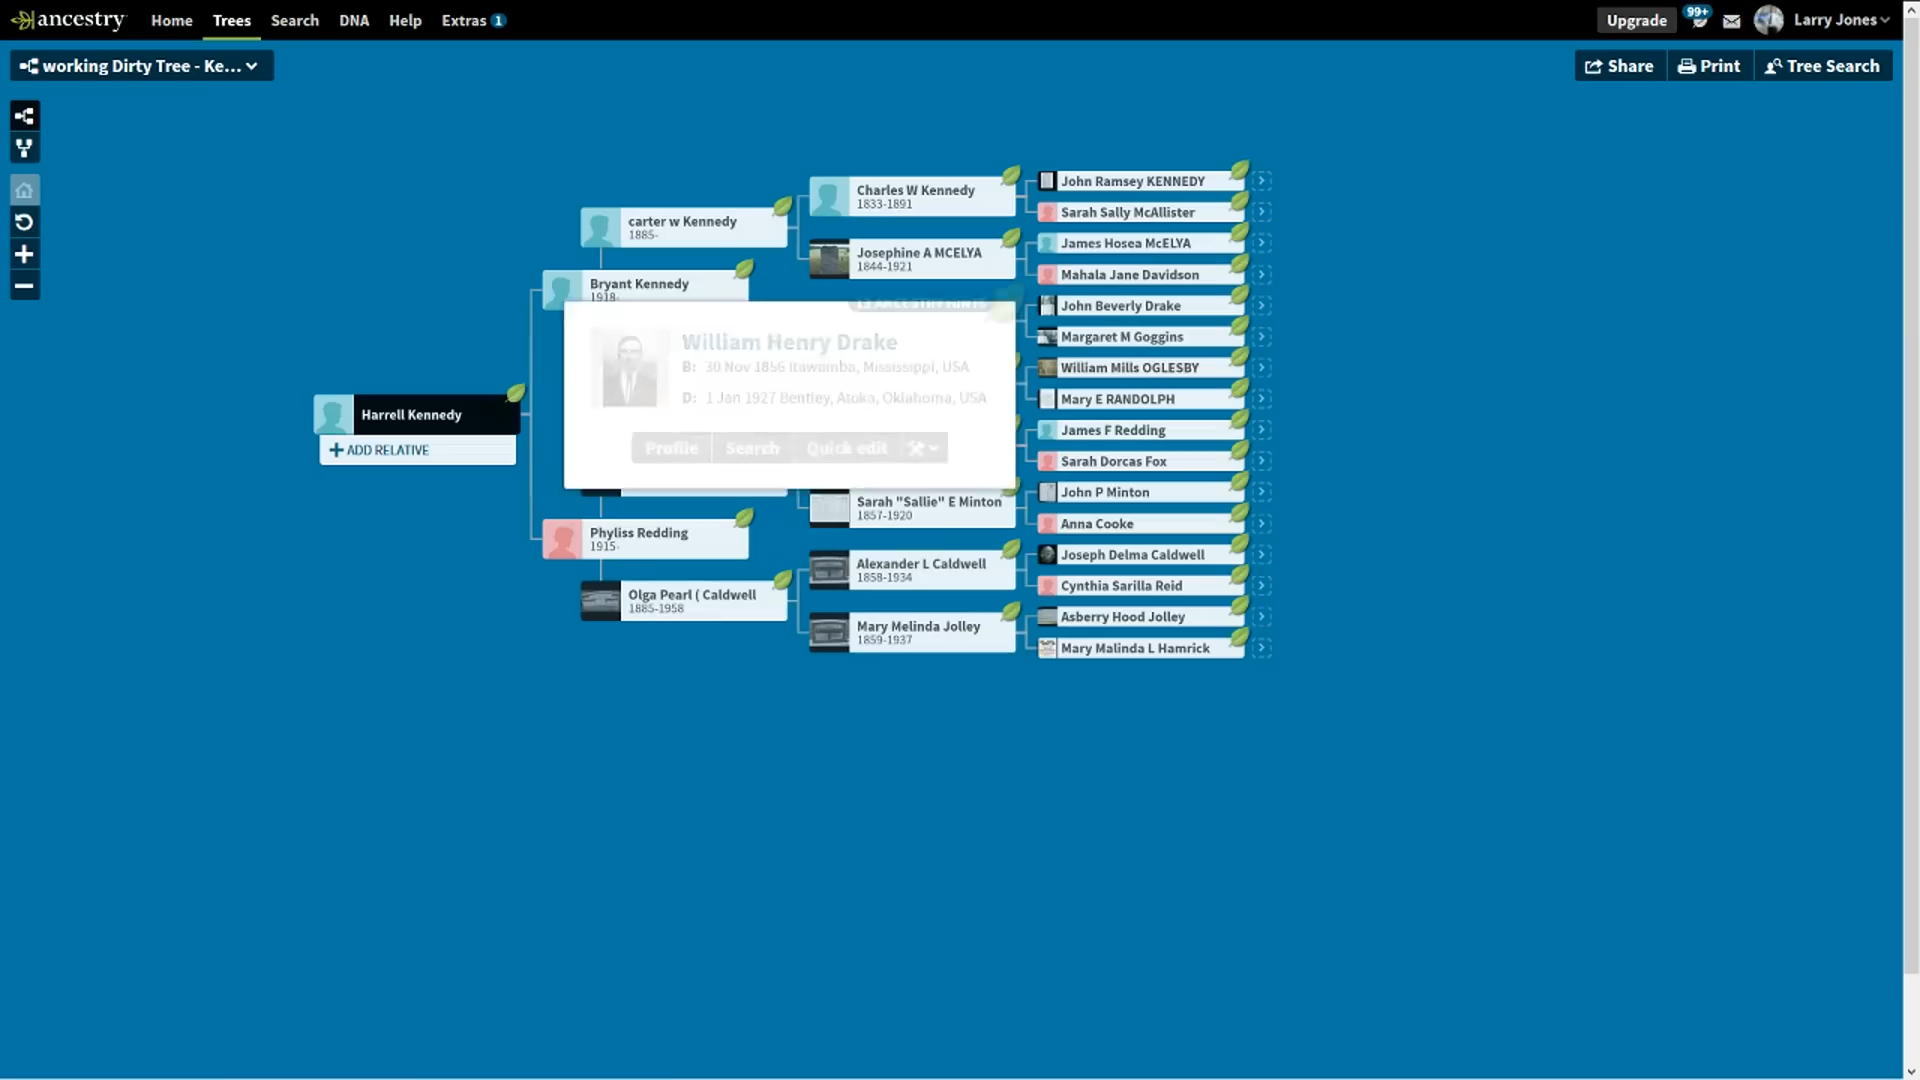 ancestry Home Trees Search DNA Help Extras 1 Upgrade 99+ Larry Jones
working Dirty Tree - Ke... Share Print Tree Search
Harrell Kennedy
ADD RELATIVE
Bryant Kennedy
1918-
Phyliss Redding
1915-
carter w Kennedy
1885-
Olga Pearl ( Caldwell
1885-1958
Charles W Kennedy
1833-1891
Josephine A MCELYA
1844-1921
13 ANCESTRY HINTS
William Henry Drake
B: 30 Nov 1856 Itawamba, Mississippi, USA
D: 1 Jan 1927 Bentley, Atoka, Oklahoma, USA
Profile Search Quick edit
Sarah "Sallie" E Minton
1857-1920
Alexander L Caldwell
1858-1934
Mary Melinda Jolley
1859-1937
John Ramsey KENNEDY
Sarah Sally McAllister
James Hosea McELYA
Mahala Jane Davidson
John Beverly Drake
Margaret M Goggins
William Mills OGLESBY
Mary E RANDOLPH
James F Redding
Sarah Dorcas Fox
John P Minton
Anna Cooke
Joseph Delma Caldwell
Cynthia Sarilla Reid
Asberry Hood Jolley
Mary Malinda L Hamrick